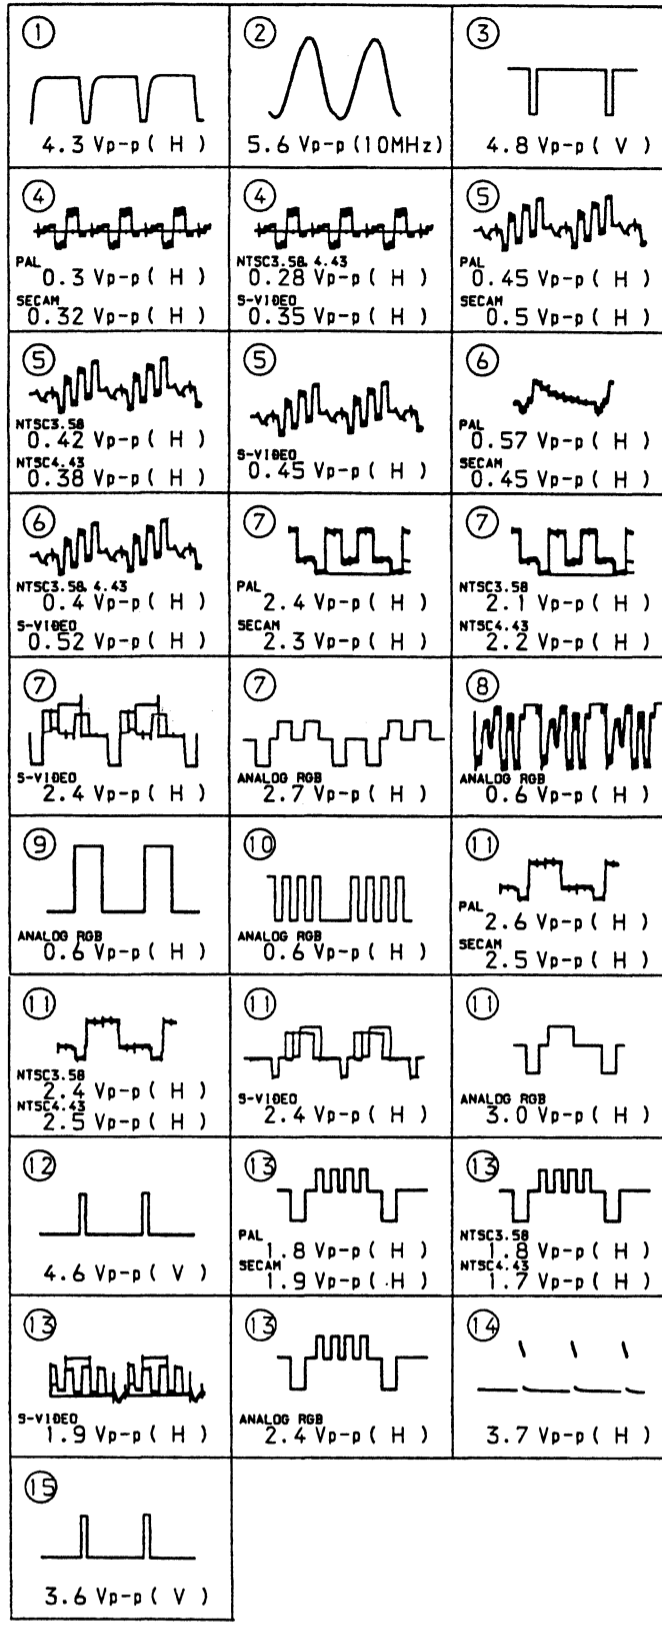 ①
4.3 Vp-p ( H )
②
5.6 Vp-p (10MHz)
③
4.8 Vp-p ( V )
④
PAL
0.3 Vp-p ( H )
SECAM
0.32 Vp-p ( H )
④
NTSC3.58. 4.43
0.28 Vp-p ( H )
S-VIDEO
0.35 Vp-p ( H )
⑤
PAL
0.45 Vp-p ( H )
SECAM
0.5 Vp-p ( H )
⑤
NTSC3.58
0.42 Vp-p ( H )
NTSC4.43
0.38 Vp-p ( H )
⑤
S-VIDEO
0.45 Vp-p ( H )
⑥
PAL
0.57 Vp-p ( H )
SECAM
0.45 Vp-p ( H )
⑥
NTSC3.58. 4.43
0.4 Vp-p ( H )
S-VIDEO
0.52 Vp-p ( H )
⑦
PAL
2.4 Vp-p ( H )
SECAM
2.3 Vp-p ( H )
⑦
NTSC3.58
2.1 Vp-p ( H )
NTSC4.43
2.2 Vp-p ( H )
⑦
S-VIDEO
2.4 Vp-p ( H )
⑦
ANALOG RGB
2.7 Vp-p ( H )
⑧
ANALOG RGB
0.6 Vp-p ( H )
⑨
ANALOG RGB
0.6 Vp-p ( H )
⑩
ANALOG RGB
0.6 Vp-p ( H )
⑪
PAL
2.6 Vp-p ( H )
SECAM
2.5 Vp-p ( H )
⑪
NTSC3.58
2.4 Vp-p ( H )
NTSC4.43
2.5 Vp-p ( H )
⑪
S-VIDEO
2.4 Vp-p ( H )
⑪
ANALOG RGB
3.0 Vp-p ( H )
⑫
4.6 Vp-p ( V )
⑬
PAL
1.8 Vp-p ( H )
SECAM
1.9 Vp-p ( H )
⑬
NTSC3.58
1.8 Vp-p ( H )
NTSC4.43
1.7 Vp-p ( H )
⑬
S-VIDEO
1.9 Vp-p ( H )
⑬
ANALOG RGB
2.4 Vp-p ( H )
⑭
3.7 Vp-p ( H )
⑮
3.6 Vp-p ( V )